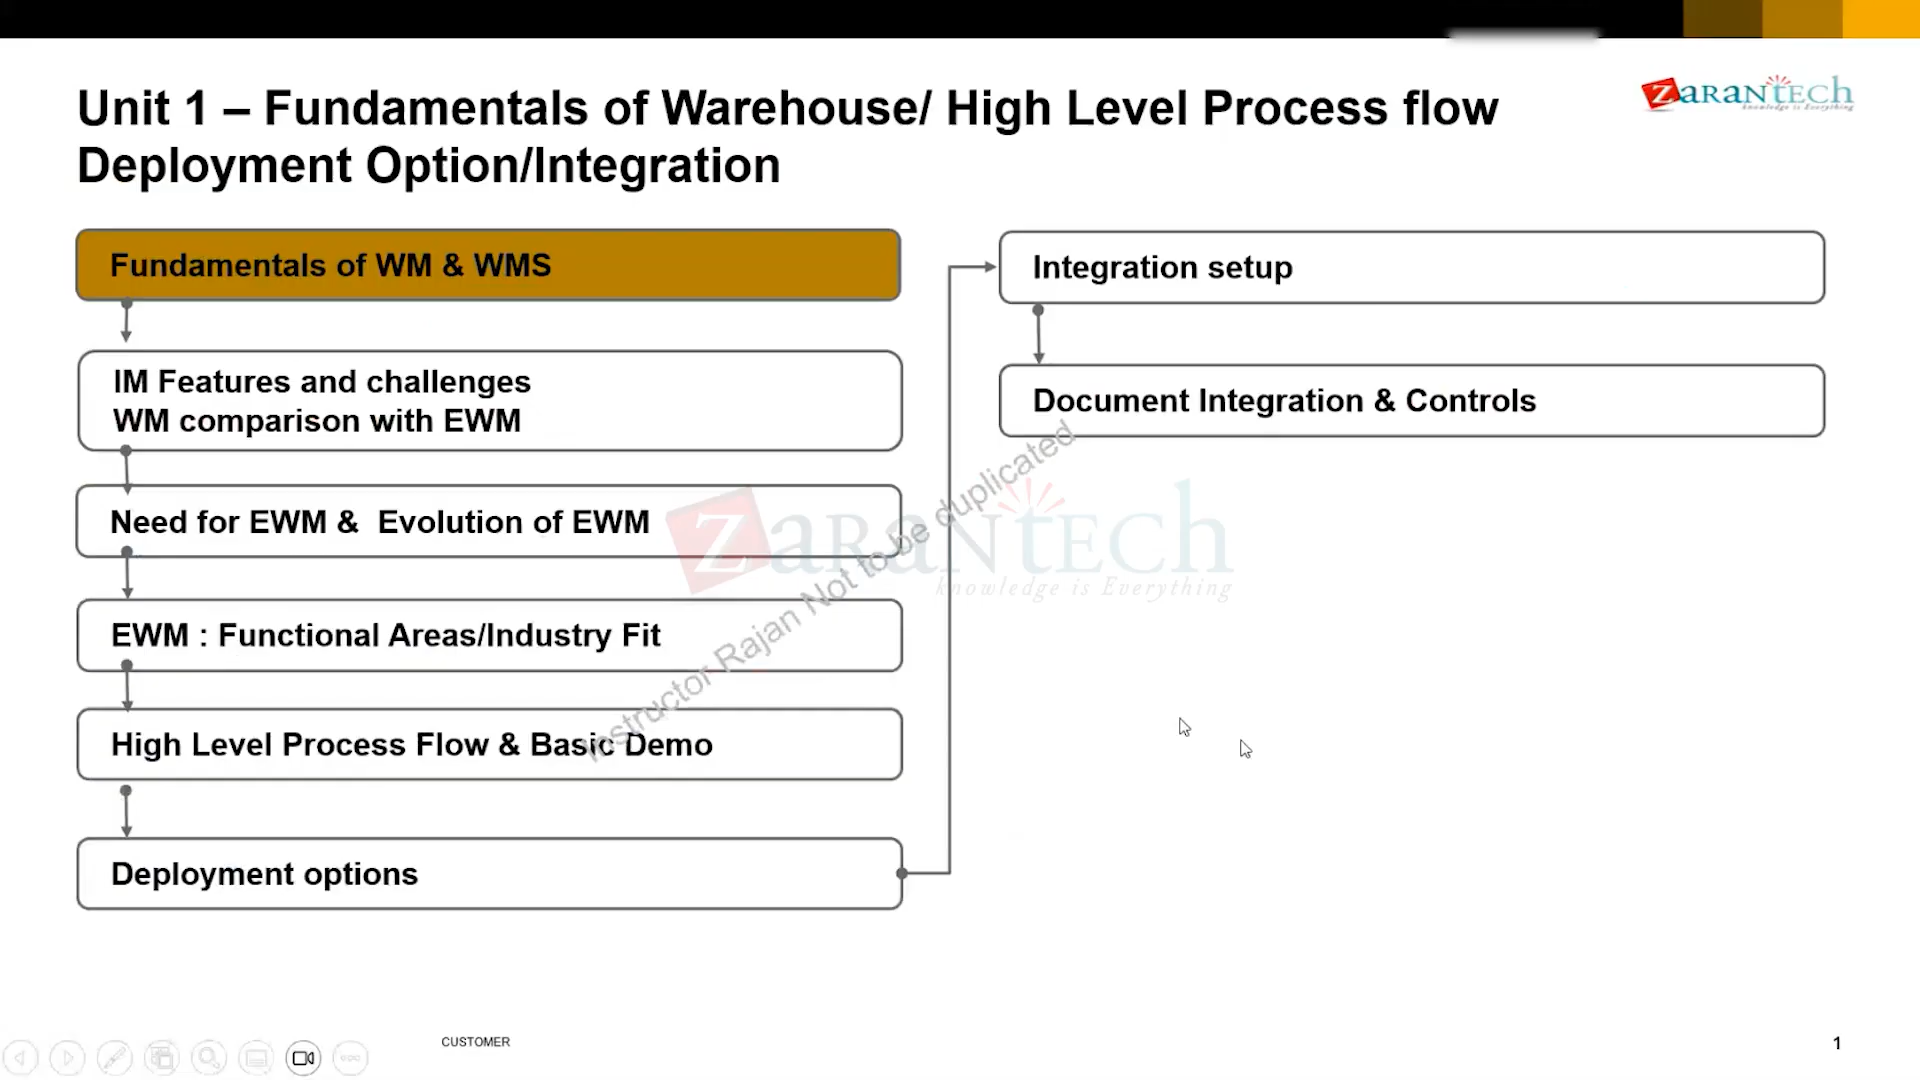 Unit 1 – Fundamentals of Warehouse/ High Level Process flow
Deployment Option/Integration
ZaranTech
knowledge is Everything
Fundamentals of WM & WMS
IM Features and challenges
WM comparison with EWM
Need for EWM &  Evolution of EWM
EWM : Functional Areas/Industry Fit
High Level Process Flow & Basic Demo
Deployment options
Integration setup
Document Integration & Controls
ZaranTech
knowledge is Everything
Instructor Rajan Not to be duplicated
CUSTOMER
1